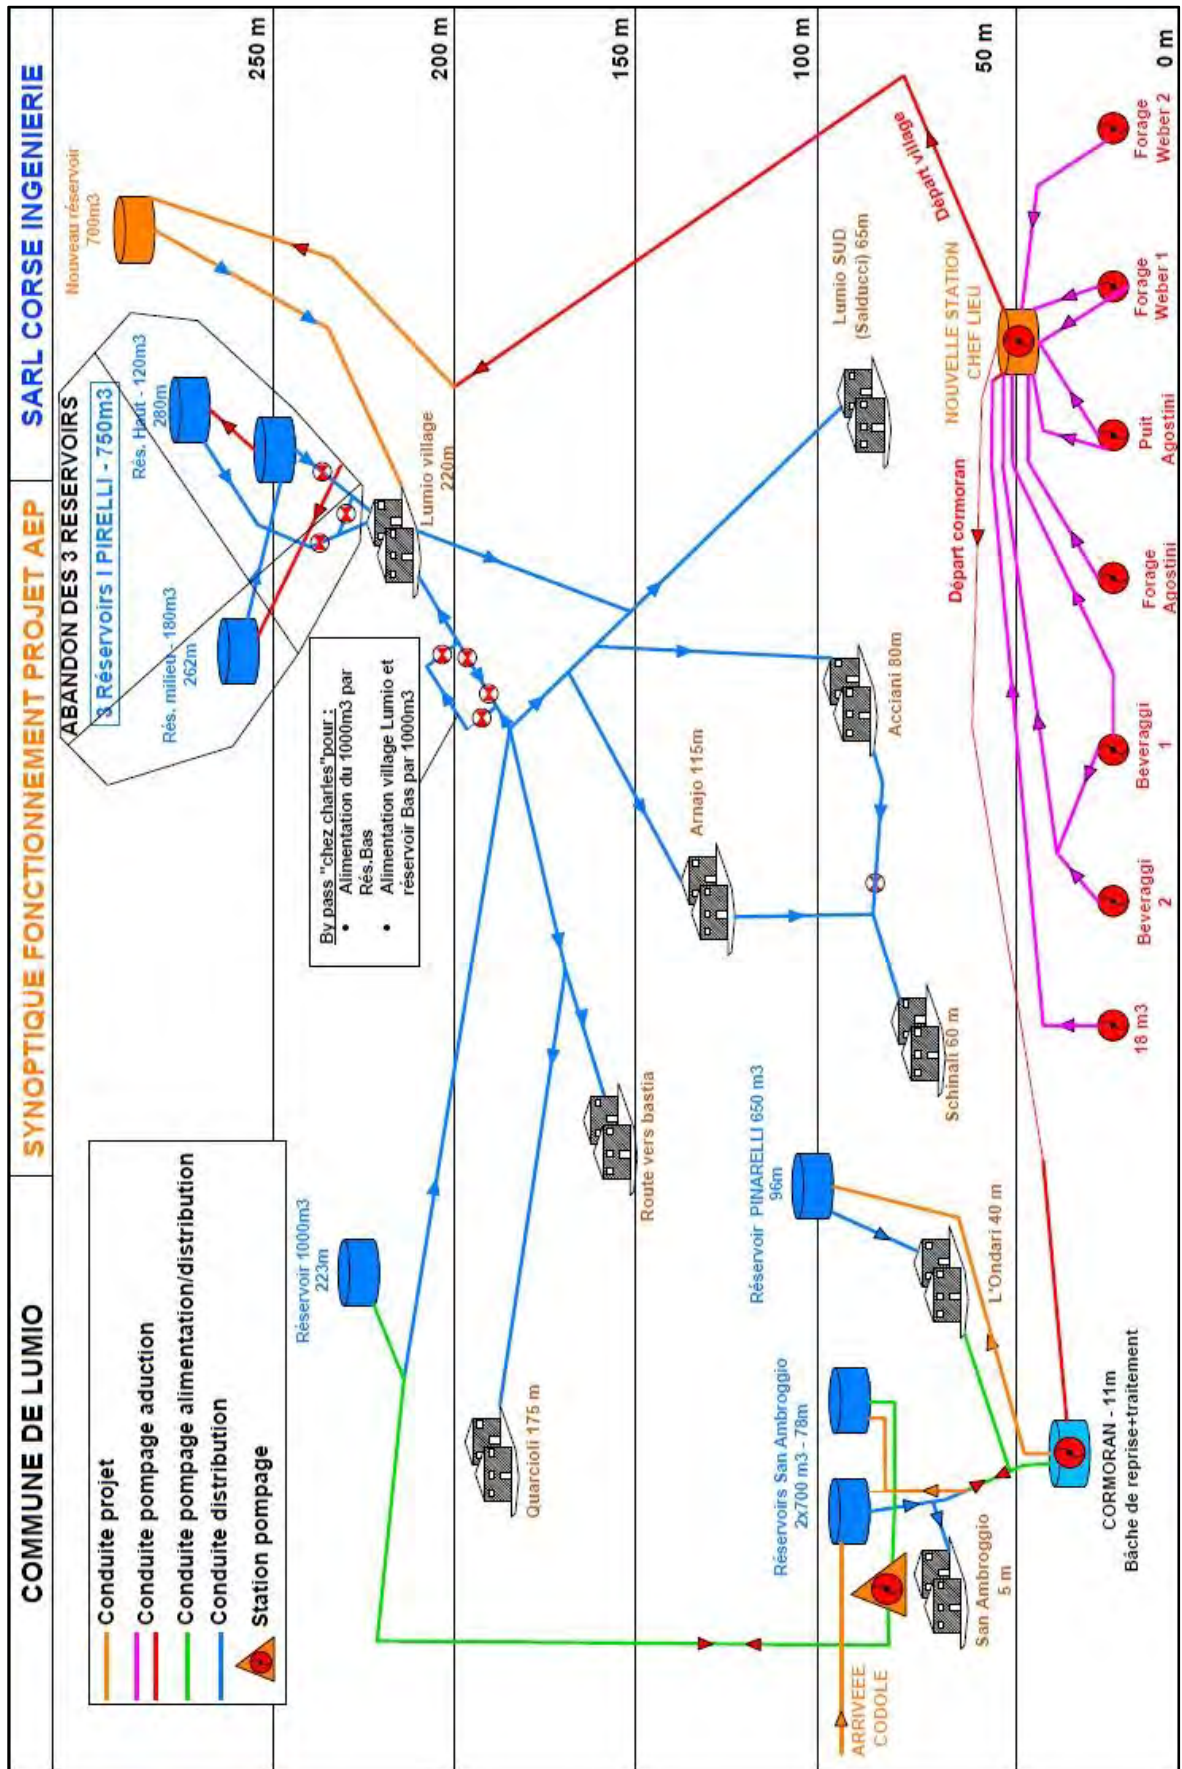 COMMUNE DE LUMIO
SYNOPTIQUE FONCTIONNEMENT PROJET AEP
SARL CORSE INGENIERIE
Conduite projet
Conduite pompage aduction
Conduite pompage alimentation/distribution
Conduite distribution
Station pompage
ABANDON DES 3 RESERVOIRS
3 Réservoirs I PIRELLI - 750m3
Rés. Haut - 120m3
280m
Rés. milieu - 180m3
262m
Nouveau réservoir
700m3
250 m
200 m
150 m
100 m
50 m
0 m
Réservoir 1000m3
223m
By pass "chez charles"pour :
• Alimentation du 1000m3 par
Rés.Bas
• Alimentation village Lumio et
réservoir Bas par 1000m3
Lumio village
220m
Quarcioli 175 m
Route vers bastia
Arnajo 115m
Acciani 80m
Lumio SUD
(Salducci) 65m
Réservoirs San Ambroggio
2x700 m3 - 78m
Réservoir PINARELLI 650 m3
96m
Schinali 60 m
L'Ondari 40 m
San Ambroggio
5 m
ARRIVEEE
CODOLE
NOUVELLE STATION
CHEF LIEU
Départ village
Départ cormoran
CORMORAN - 11m
Bâche de reprise+traitement
18 m3
Beveraggi
2
Beveraggi
1
Forage
Agostini
Puit
Agostini
Forage
Weber 1
Forage
Weber 2